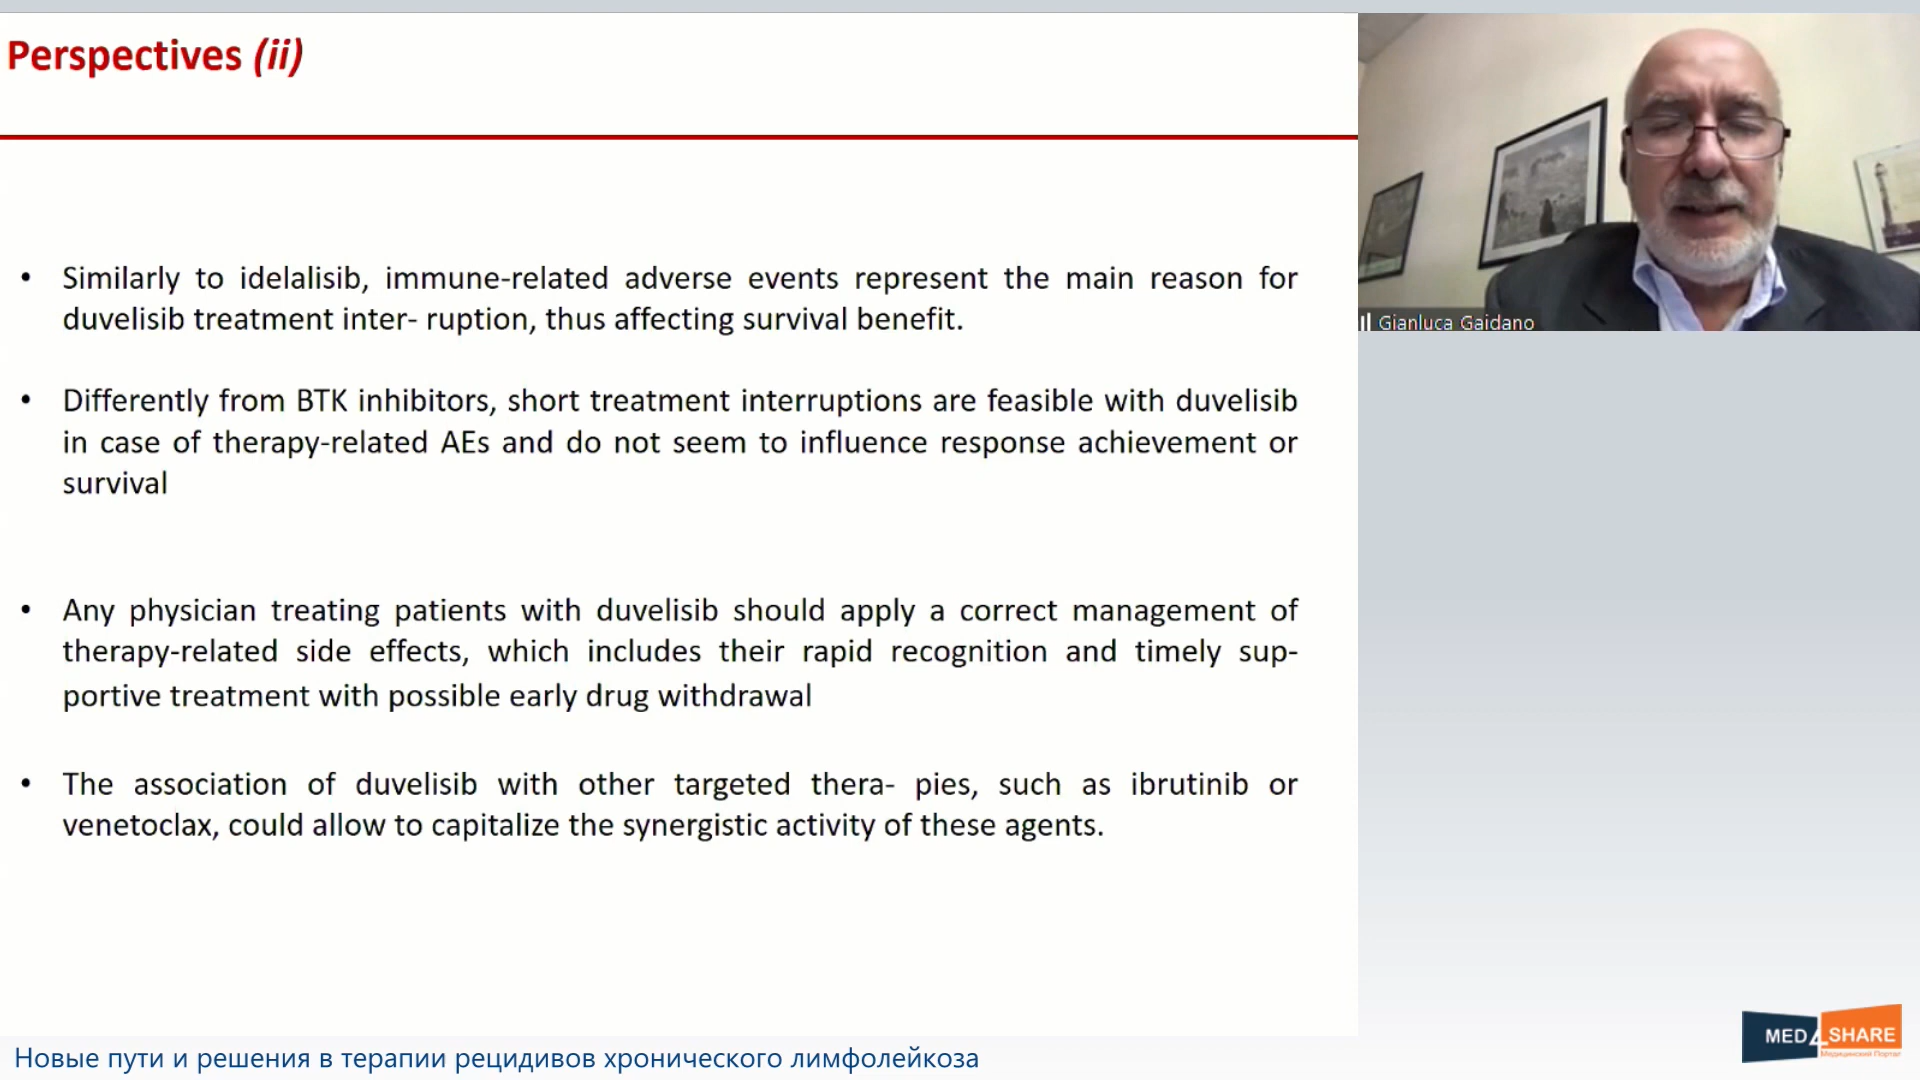 Perspectives (ii)
• Similarly to idelalisib, immune-related adverse events represent the main reason for
duvelisib treatment inter- ruption, thus affecting survival benefit.
• Differently from BTK inhibitors, short treatment interruptions are feasible with duvelisib
in case of therapy-related AEs and do not seem to influence response achievement or
survival
• Any physician treating patients with duvelisib should apply a correct management of
therapy-related side effects, which includes their rapid recognition and timely sup-
portive treatment with possible early drug withdrawal
• The association of duvelisib with other targeted thera- pies, such as ibrutinib or
venetoclax, could allow to capitalize the synergistic activity of these agents.
Gianluca Gaidano
Новые пути и решения в терапии рецидивов хронического лимфолейкоза
MED4SHARE
Медицинский Портал